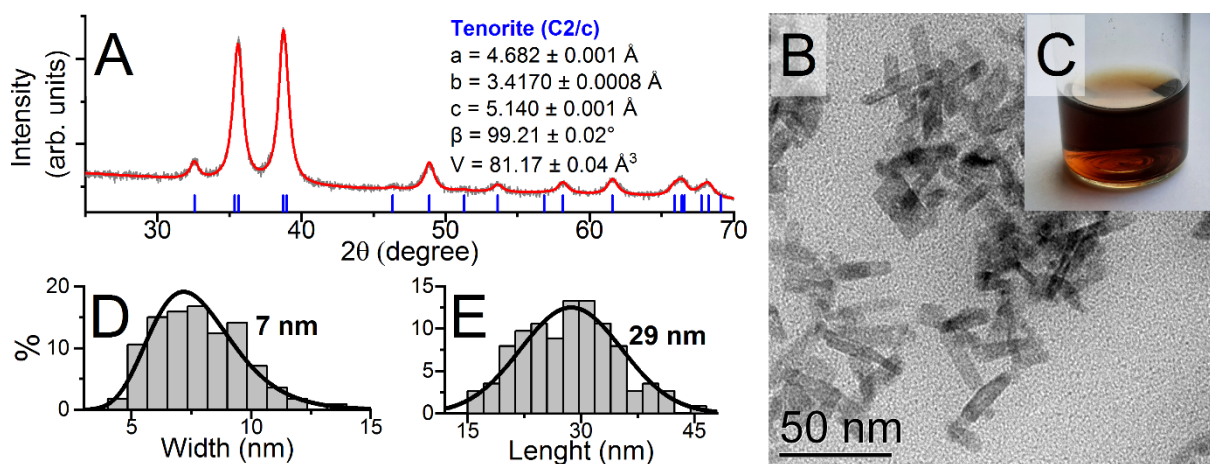 A
Intensity
(arb. units)
Tenorite (C2/c)
a = 4.682 ± 0.001 Å
b = 3.4170 ± 0.0008 Å
c = 5.140 ± 0.001 Å
β = 99.21 ± 0.02°
V = 81.17 ± 0.04 Å³
30 40 50 60 70
2θ (degree)
B
C
50 nm
D
%
20
10
0
7 nm
5 10 15
Width (nm)
E
15
10
5
0
29 nm
15 30 45
Lenght (nm)